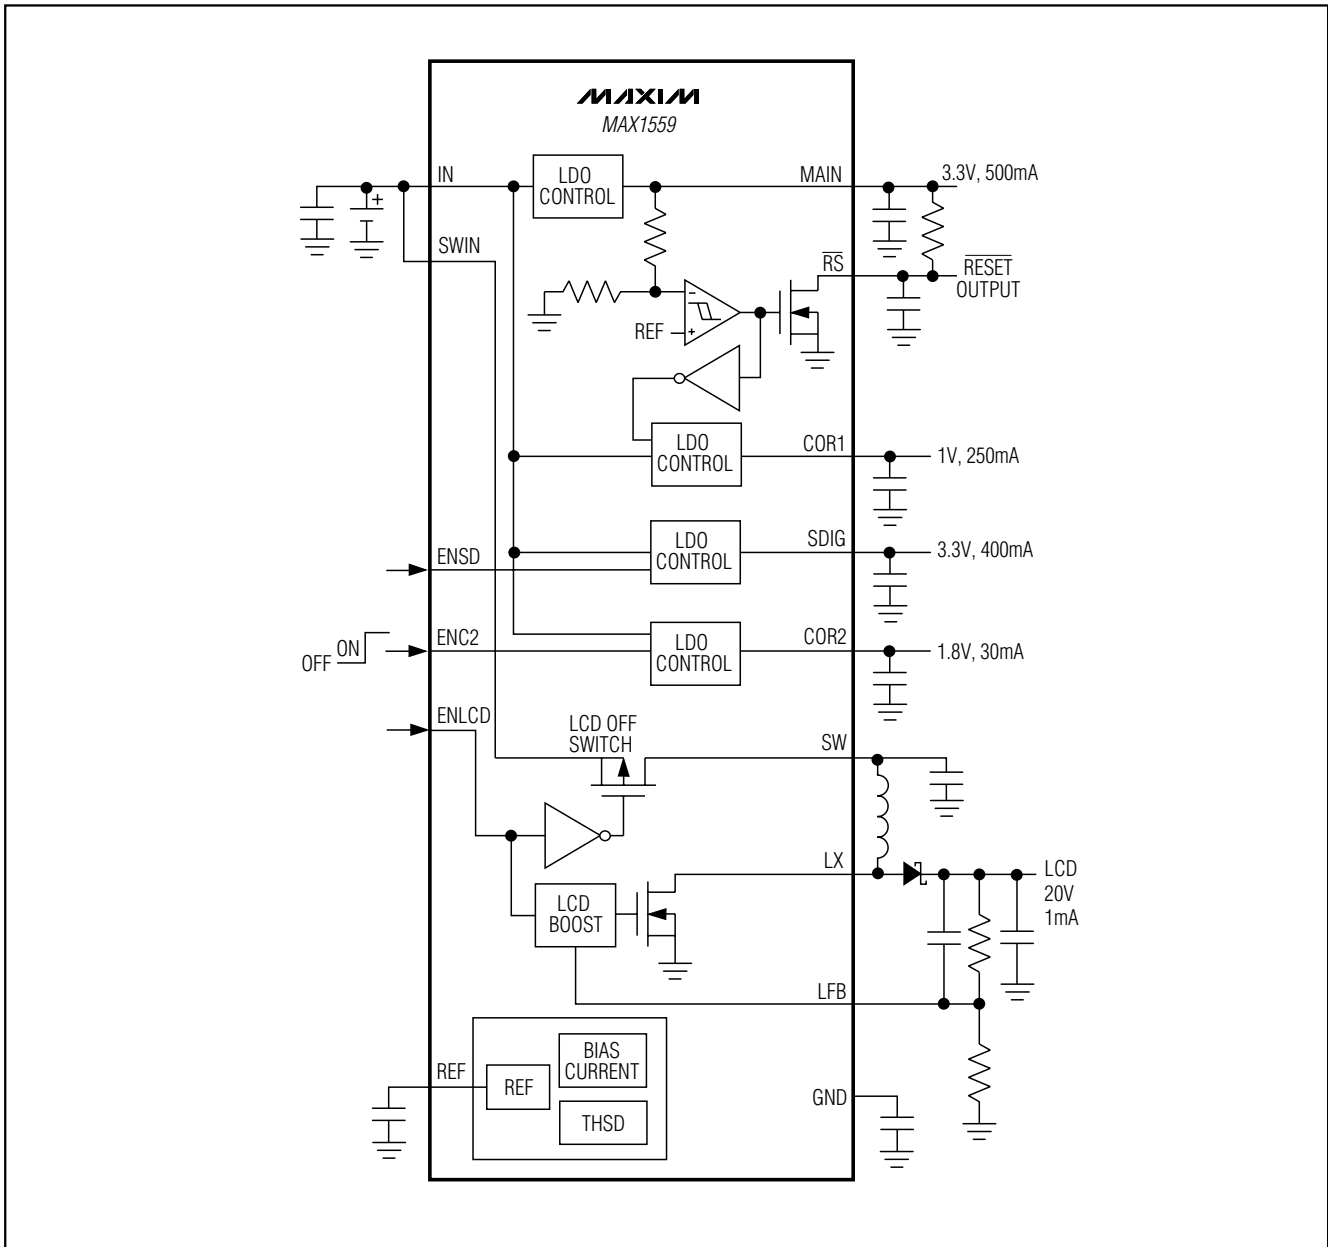 MAXIM
MAX1559
IN
LDO
CONTROL
MAIN
3.3V, 500mA
SWIN
RS
RESET
OUTPUT
REF
LDO
CONTROL
COR1
1V, 250mA
ENSD
LDO
CONTROL
SDIG
3.3V, 400mA
OFF
ON
ENC2
LDO
CONTROL
COR2
1.8V, 30mA
ENLCD
LCD OFF
SWITCH
SW
LX
LCD
20V
1mA
LCD
BOOST
LFB
REF
REF
BIAS
CURRENT
THSD
GND